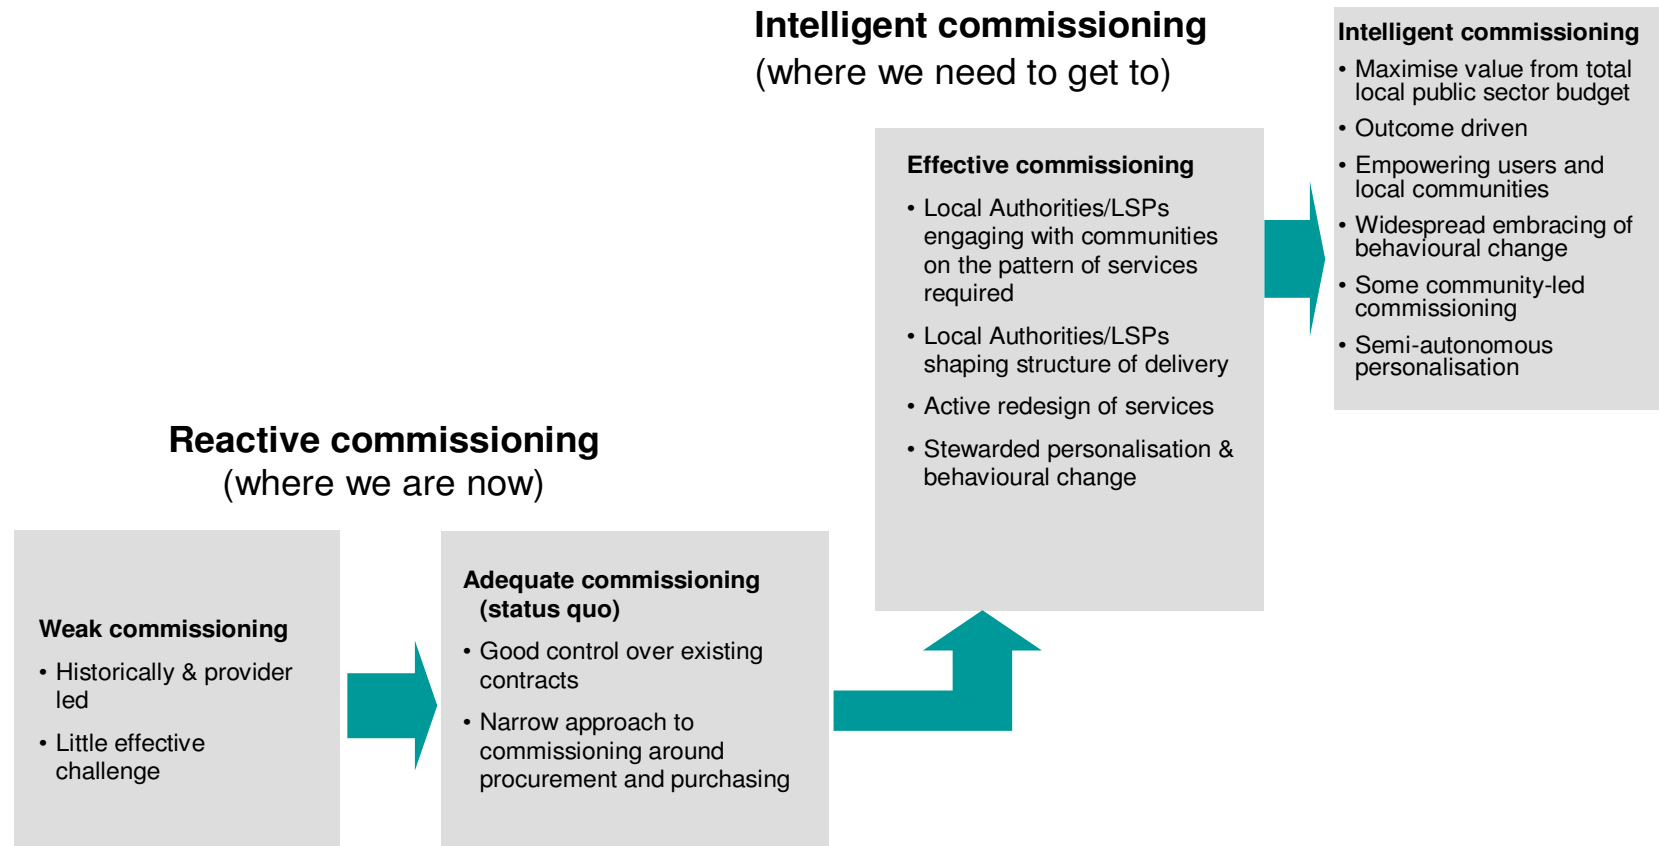 Intelligent commissioning
(where we need to get to)
Reactive commissioning
(where we are now)
Weak commissioning
• Historically & provider
led
• Little effective
challenge
Adequate commissioning
(status quo)
• Good control over existing
contracts
• Narrow approach to
commissioning around
procurement and purchasing
Effective commissioning
• Local Authorities/LSPs
engaging with communities
on the pattern of services
required
• Local Authorities/LSPs
shaping structure of delivery
• Active redesign of services
• Stewarded personalisation &
behavioural change
Intelligent commissioning
• Maximise value from total
local public sector budget
• Outcome driven
• Empowering users and
local communities
• Widespread embracing of
behavioural change
• Some community-led
commissioning
• Semi-autonomous
personalisation